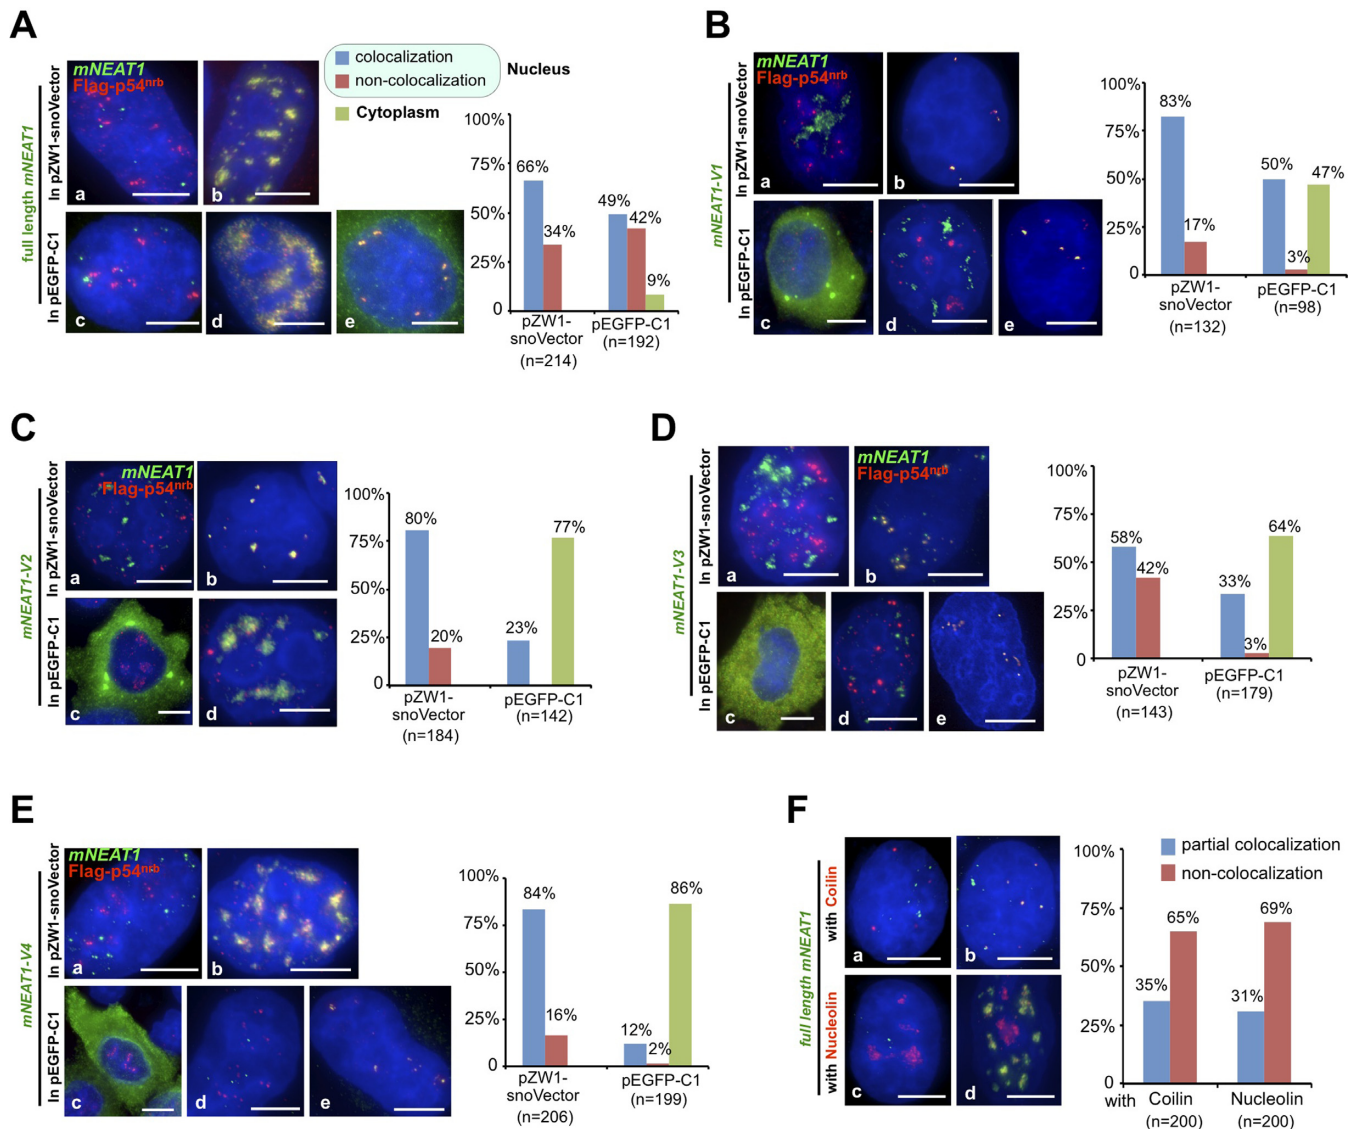 A
full length mNEAT1
In pZW1-snoVector
In pEGFP-C1
mNEAT1
Flag-p54nrb
a
b
c
d
e
colocalization
non-colocalization
Nucleus
Cytoplasm
100%
75%
50%
25%
0
66%
34%
49%
42%
9%
pZW1-
snoVector
(n=214)
pEGFP-C1
(n=192)
B
mNEAT1-V1
In pZW1-snoVector
In pEGFP-C1
mNEAT1
Flag-p54nrb
a
b
c
d
e
100%
75%
50%
25%
0
83%
17%
50%
3%
47%
pZW1-
snoVector
(n=132)
pEGFP-C1
(n=98)
C
mNEAT1-V2
In pZW1-snoVector
In pEGFP-C1
mNEAT1
Flag-p54nrb
a
b
c
d
100%
75%
50%
25%
0
80%
20%
23%
77%
pZW1-
snoVector
(n=184)
pEGFP-C1
(n=142)
D
mNEAT1-V3
In pZW1-snoVector
In pEGFP-C1
mNEAT1
Flag-p54nrb
a
b
c
d
e
100%
75%
50%
25%
0
58%
42%
33%
3%
64%
pZW1-
snoVector
(n=143)
pEGFP-C1
(n=179)
E
mNEAT1-V4
In pZW1-snoVector
In pEGFP-C1
mNEAT1
Flag-p54nrb
a
b
c
d
e
100%
75%
50%
25%
0
84%
16%
12%
2%
86%
pZW1-
snoVector
(n=206)
pEGFP-C1
(n=199)
F
full length mNEAT1
with Coilin
with Nucleolin
a
b
c
d
partial colocalization
non-colocalization
100%
75%
50%
25%
0
35%
65%
31%
69%
with Coilin Nucleolin
(n=200) (n=200)